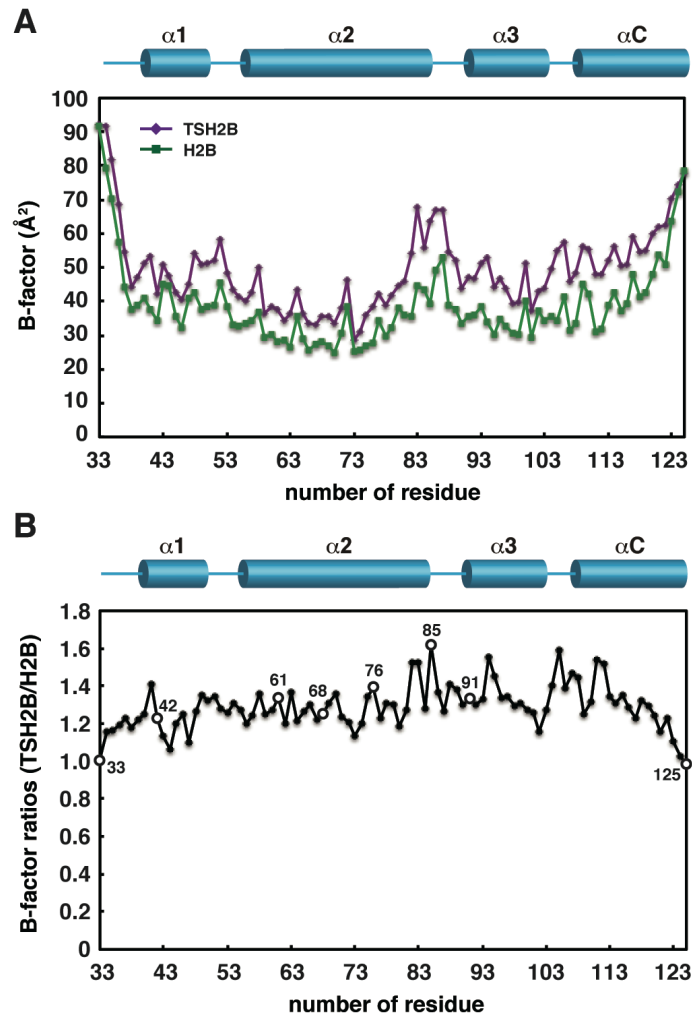 A
α1 α2 α3 αC
100
90
80
70
60
50
40
30
20
10
0
B-factor (Å²)
TSH2B
H2B
33 43 53 63 73 83 93 103 113 123
number of residue
B
α1 α2 α3 αC
1.8
1.6
1.4
1.2
1.0
0.8
0.6
0.4
0.2
0
B-factor ratios (TSH2B/H2B)
33
42
61
68
76
85
91
125
33 43 53 63 73 83 93 103 113 123
number of residue